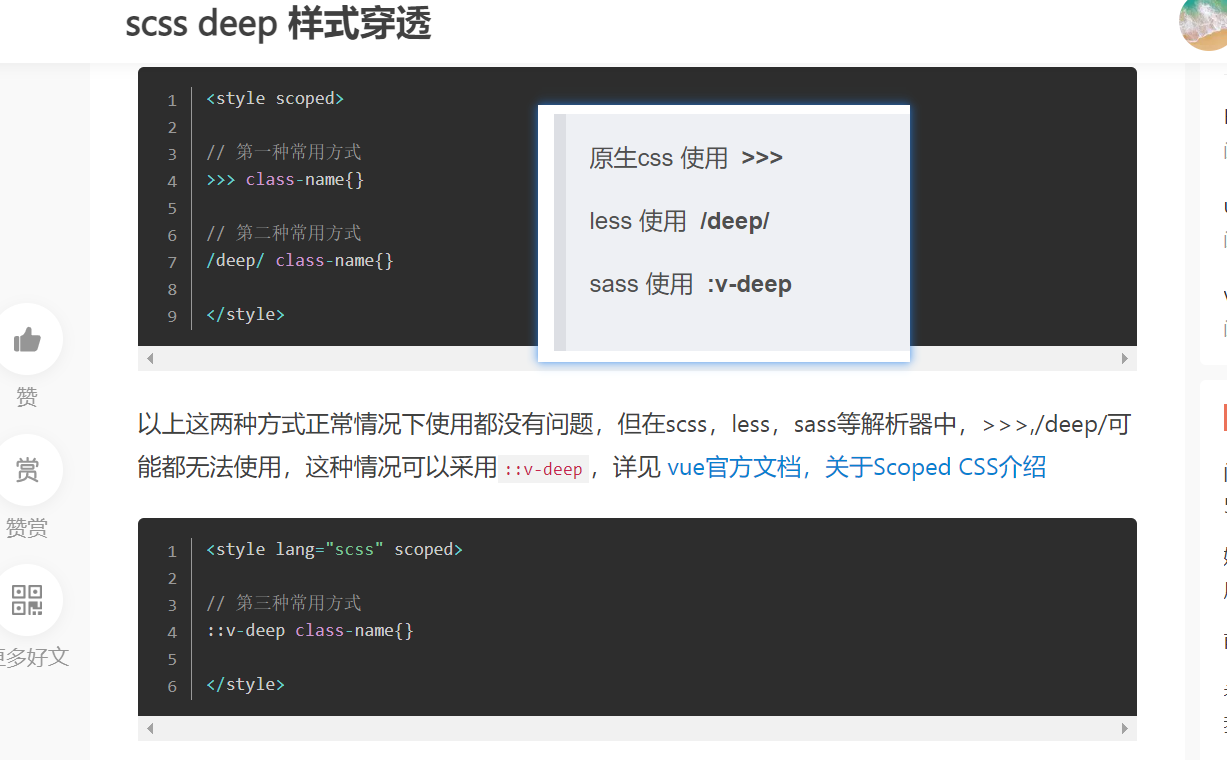 scss deep 样式穿透
1 <style scoped>
2
3 // 第一种常用方式
4 >>> class-name{}
5
6 // 第二种常用方式
7 /deep/ class-name{}
8
9 </style>
原生css 使用 >>>
less 使用 /deep/
sass 使用 :v-deep
以上这两种方式正常情况下使用都没有问题，但在scss，less，sass等解析器中，>>>,/deep/可
能都无法使用，这种情况可以采用::v-deep，详见 vue官方文档，关于Scoped CSS介绍
1 <style lang="scss" scoped>
2
3 // 第三种常用方式
4 ::v-deep class-name{}
5
6 </style>
赞
赏
赞赏
更多好文